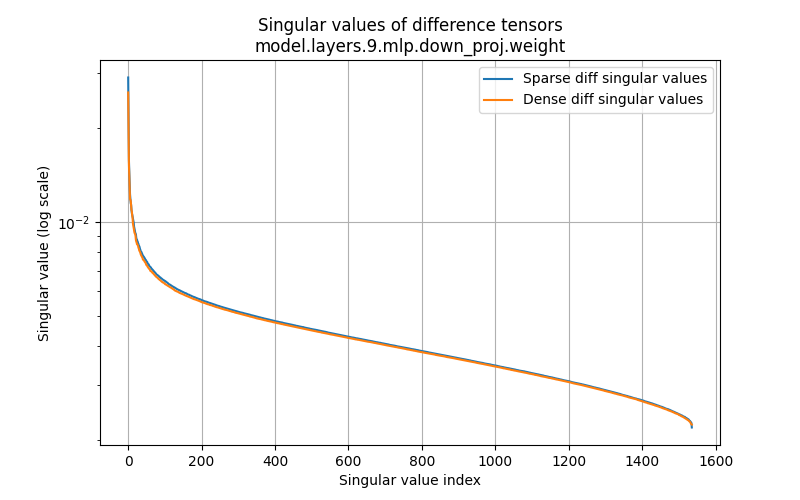 Singular values of difference tensors
model.layers.9.mlp.down_proj.weight
Sparse diff singular values
Dense diff singular values
Singular value (log scale)
10⁻²
0 200 400 600 800 1000 1200 1400 1600
Singular value index